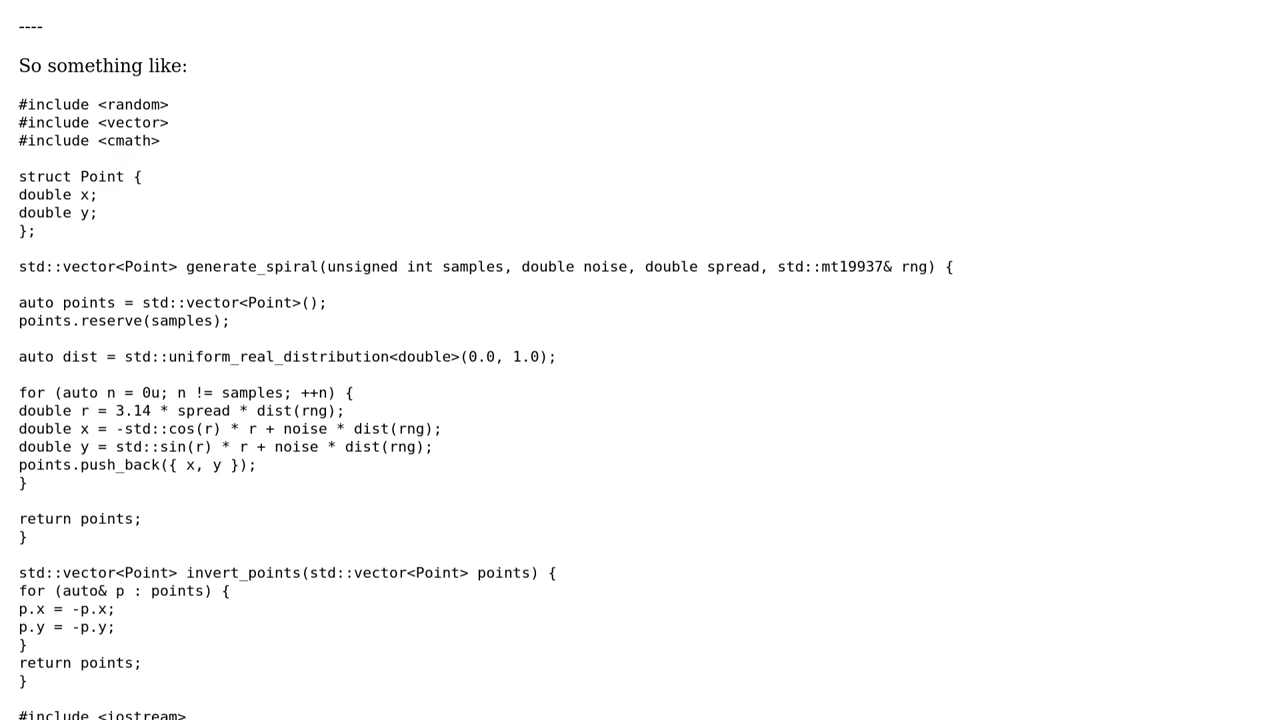 ----
So something like:
#include <random>
#include <vector>
#include <cmath>
struct Point {
double x;
double y;
};
std::vector<Point> generate_spiral(unsigned int samples, double noise, double spread, std::mt19937& rng) {
auto points = std::vector<Point>();
points.reserve(samples);
auto dist = std::uniform_real_distribution<double>(0.0, 1.0);
for (auto n = 0u; n != samples; ++n) {
double r = 3.14 * spread * dist(rng);
double x = -std::cos(r) * r + noise * dist(rng);
double y = std::sin(r) * r + noise * dist(rng);
points.push_back({ x, y });
}
return points;
}
std::vector<Point> invert_points(std::vector<Point> points) {
for (auto& p : points) {
p.x = -p.x;
p.y = -p.y;
}
return points;
}
#include <iostream>